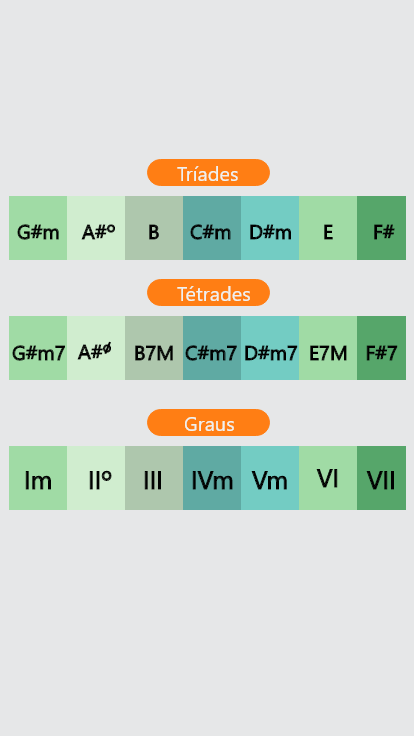 Tríades
G#m A#º B C#m D#m E F#
Tétrades
G#m7 A#ø B7M C#m7 D#m7 E7M F#7
Graus
Im IIº III IVm Vm VI VII